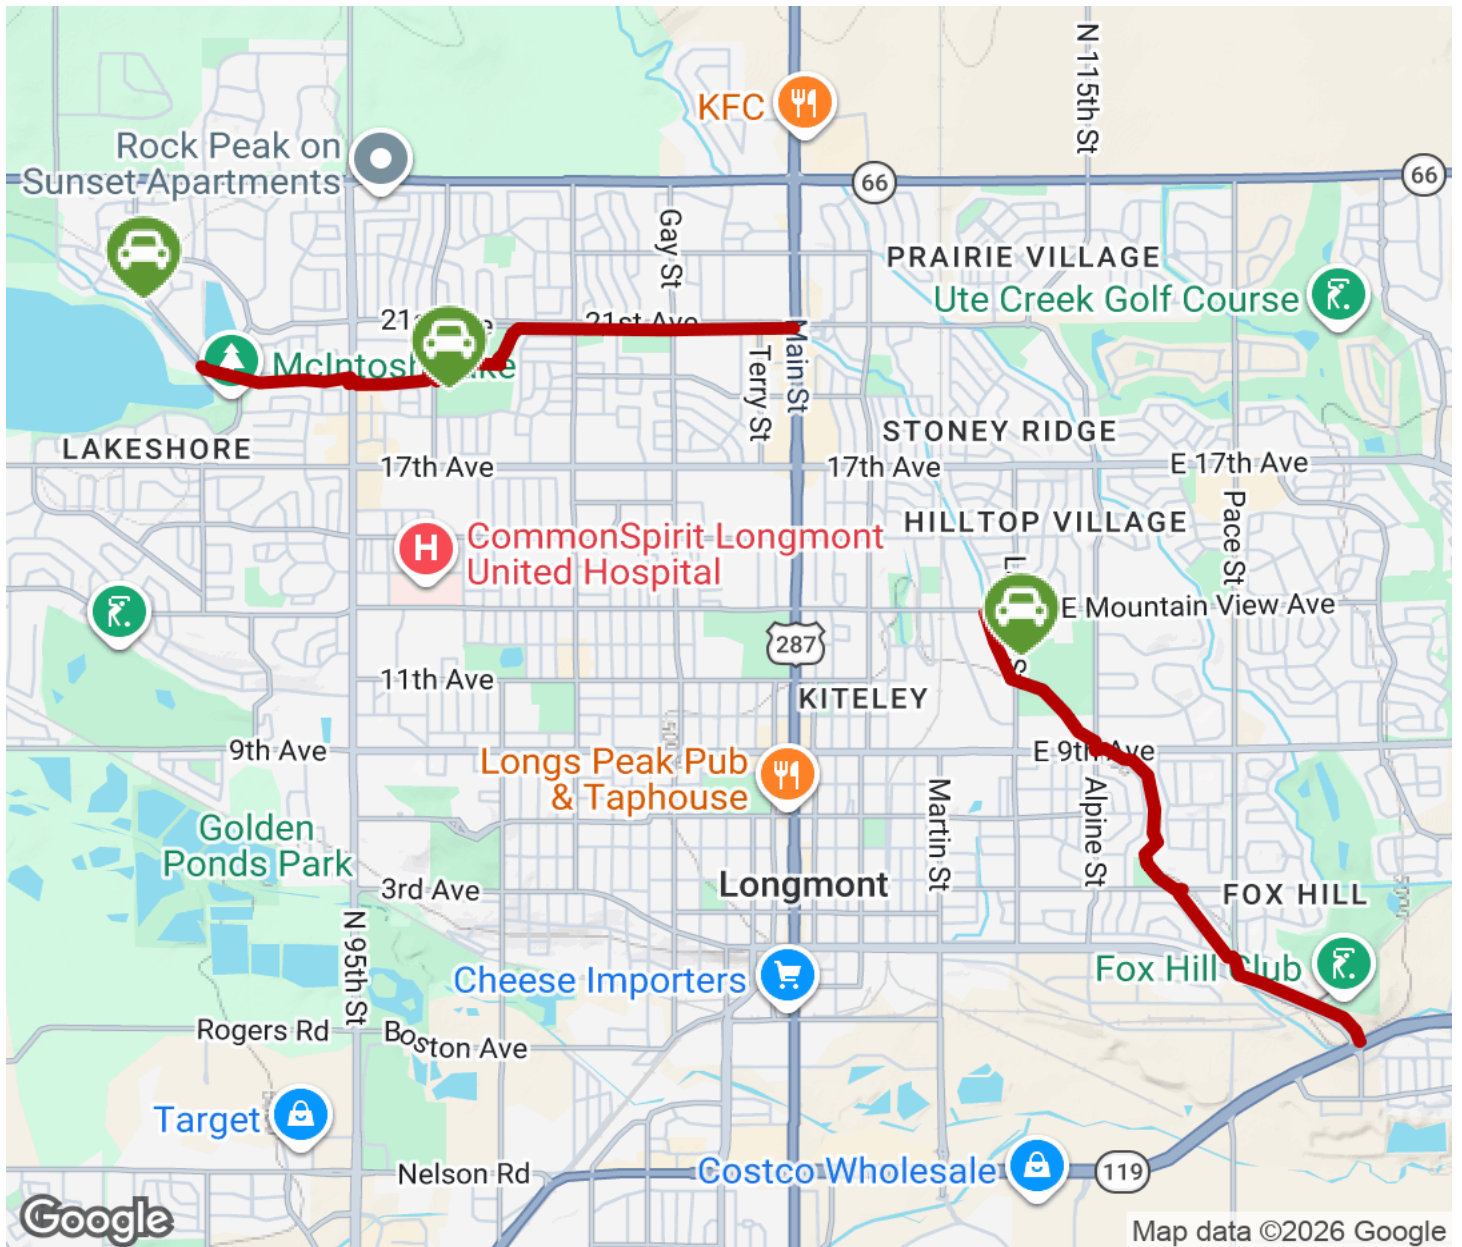 N 115th St
KFC
Rock Peak on
Sunset Apartments
66
66
Gay St
PRAIRIE VILLAGE
Ute Creek Golf Course
21st Ave
McIntosh
Terry St
Main St
LAKESHORE
STONEY RIDGE
17th Ave
17th Ave
E 17th Ave
Pace St
HILLTOP VILLAGE
H
CommonSpirit Longmont
United Hospital
E Mountain View Ave
287
11th Ave
KITELEY
9th Ave
E 9th Ave
Longs Peak Pub
& Taphouse
Martin St
Alpine St
Golden
Ponds Park
3rd Ave
Longmont
FOX HILL
N 95th St
Cheese Importers
Fox Hill Club
Rogers Rd
Boston Ave
Target
Nelson Rd
Costco Wholesale
119
Google
Map data ©2026 Google